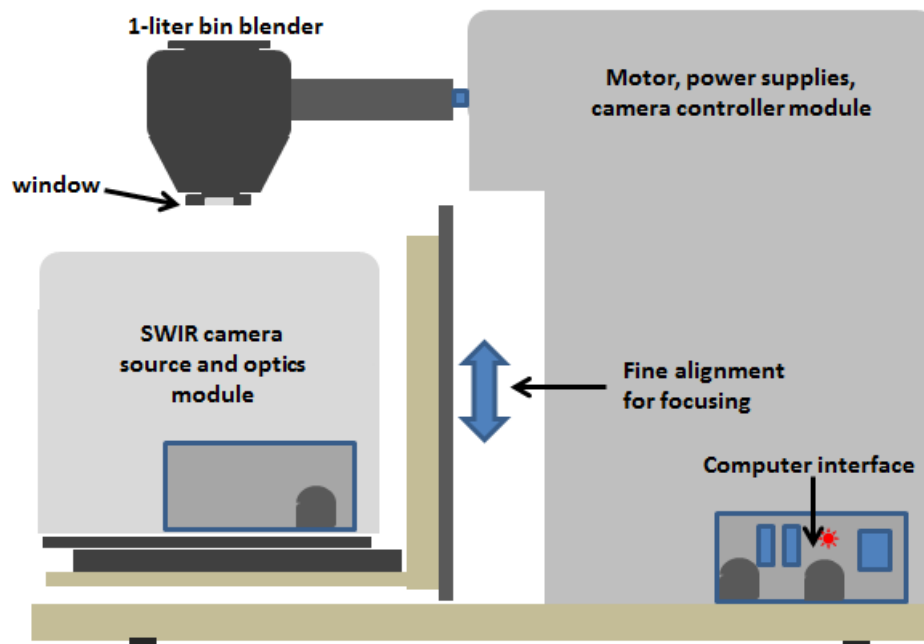 1-liter bin blender
Motor, power supplies,
camera controller module
window
SWIR camera
source and optics
module
Fine alignment
for focusing
Computer interface